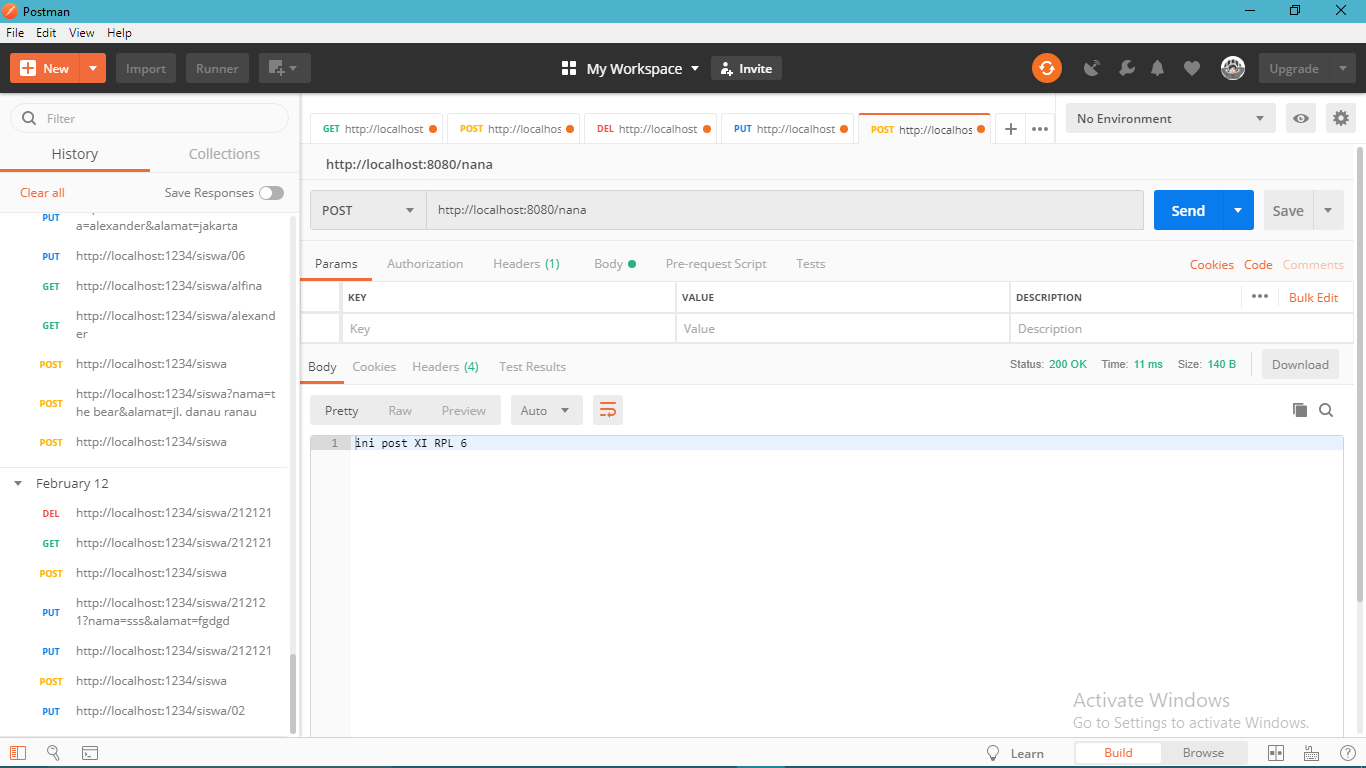 Postman
File Edit View Help
New Import Runner My Workspace Invite Upgrade
Filter
History Collections
Clear all Save Responses
PUT
a=alexander&alamat=jakarta
PUT http://localhost:1234/siswa/06
GET http://localhost:1234/siswa/alfina
GET http://localhost:1234/siswa/alexand
er
POST http://localhost:1234/siswa
POST http://localhost:1234/siswa?nama=t
he bear&alamat=jl. danau ranau
POST http://localhost:1234/siswa
February 12
DEL http://localhost:1234/siswa/212121
GET http://localhost:1234/siswa/212121
POST http://localhost:1234/siswa
PUT http://localhost:1234/siswa/21212
1?nama=sss&alamat=fgdgd
PUT http://localhost:1234/siswa/212121
POST http://localhost:1234/siswa
PUT http://localhost:1234/siswa/02
GET http://localhost POST http://localhos DEL http://localhost PUT http://localhost POST http://localhos No Environment
http://localhost:8080/nana
POST http://localhost:8080/nana Send Save
Params Authorization Headers (1) Body Pre-request Script Tests Cookies Code Comments
KEY VALUE DESCRIPTION Bulk Edit
Key Value Description
Body Cookies Headers (4) Test Results Status: 200 OK Time: 11 ms Size: 140 B Download
Pretty Raw Preview Auto
1 ini post XI RPL 6
Activate Windows
Go to Settings to activate Windows.
Learn Build Browse